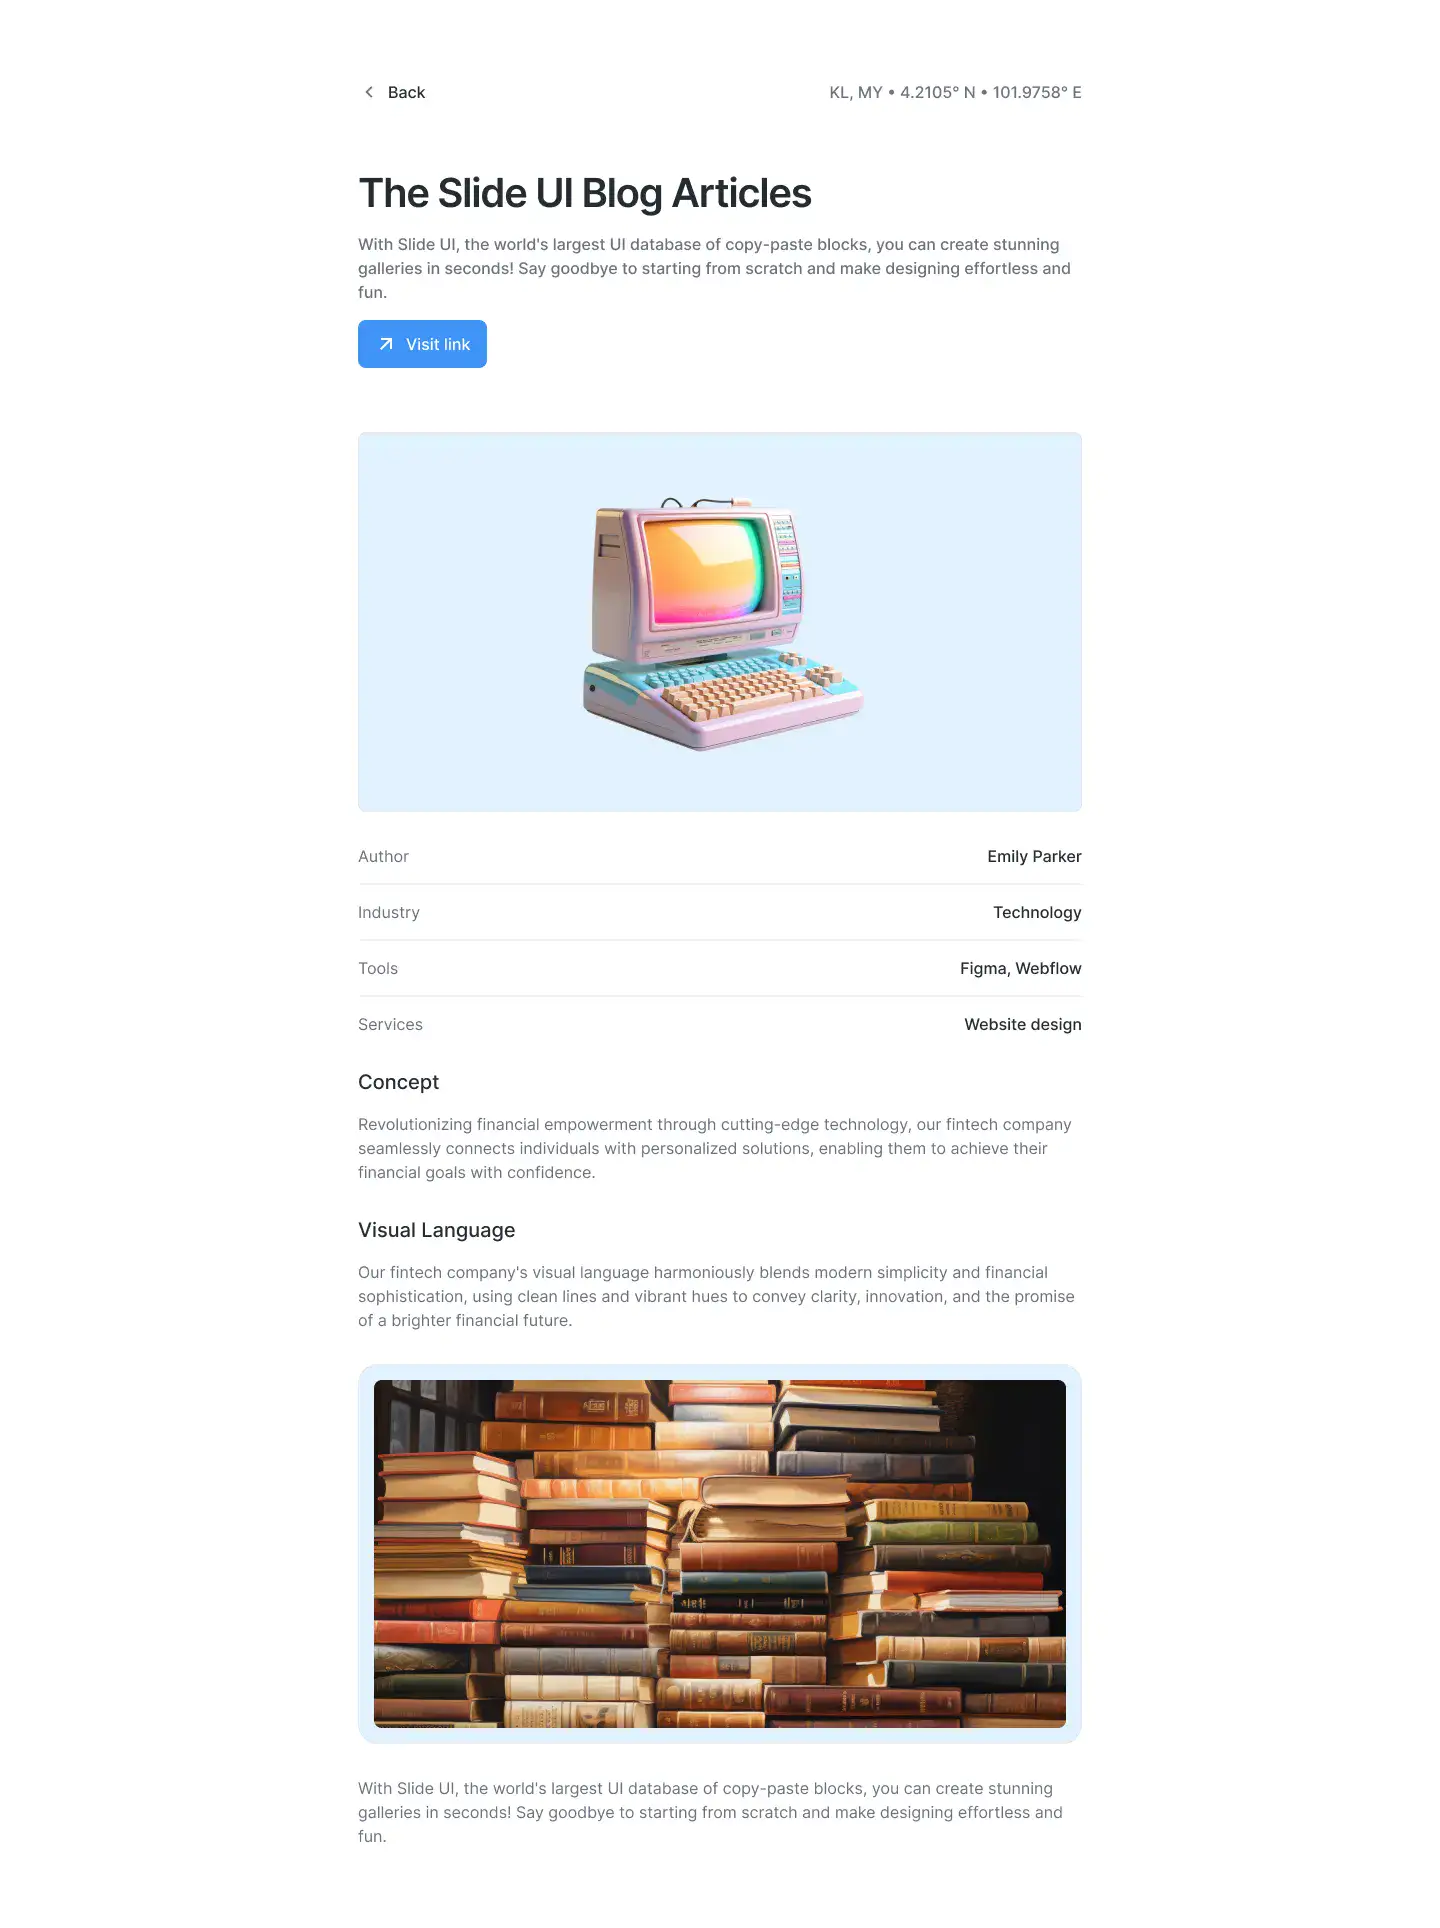 Back
KL, MY • 4.2105° N • 101.9758° E
The Slide UI Blog Articles
With Slide UI, the world's largest UI database of copy-paste blocks, you can create stunning
galleries in seconds! Say goodbye to starting from scratch and make designing effortless and
fun.
Visit link
Author
Emily Parker
Industry
Technology
Tools
Figma, Webflow
Services
Website design
Concept
Revolutionizing financial empowerment through cutting-edge technology, our fintech company
seamlessly connects individuals with personalized solutions, enabling them to achieve their
financial goals with confidence.
Visual Language
Our fintech company's visual language harmoniously blends modern simplicity and financial
sophistication, using clean lines and vibrant hues to convey clarity, innovation, and the promise
of a brighter financial future.
With Slide UI, the world's largest UI database of copy-paste blocks, you can create stunning
galleries in seconds! Say goodbye to starting from scratch and make designing effortless and
fun.